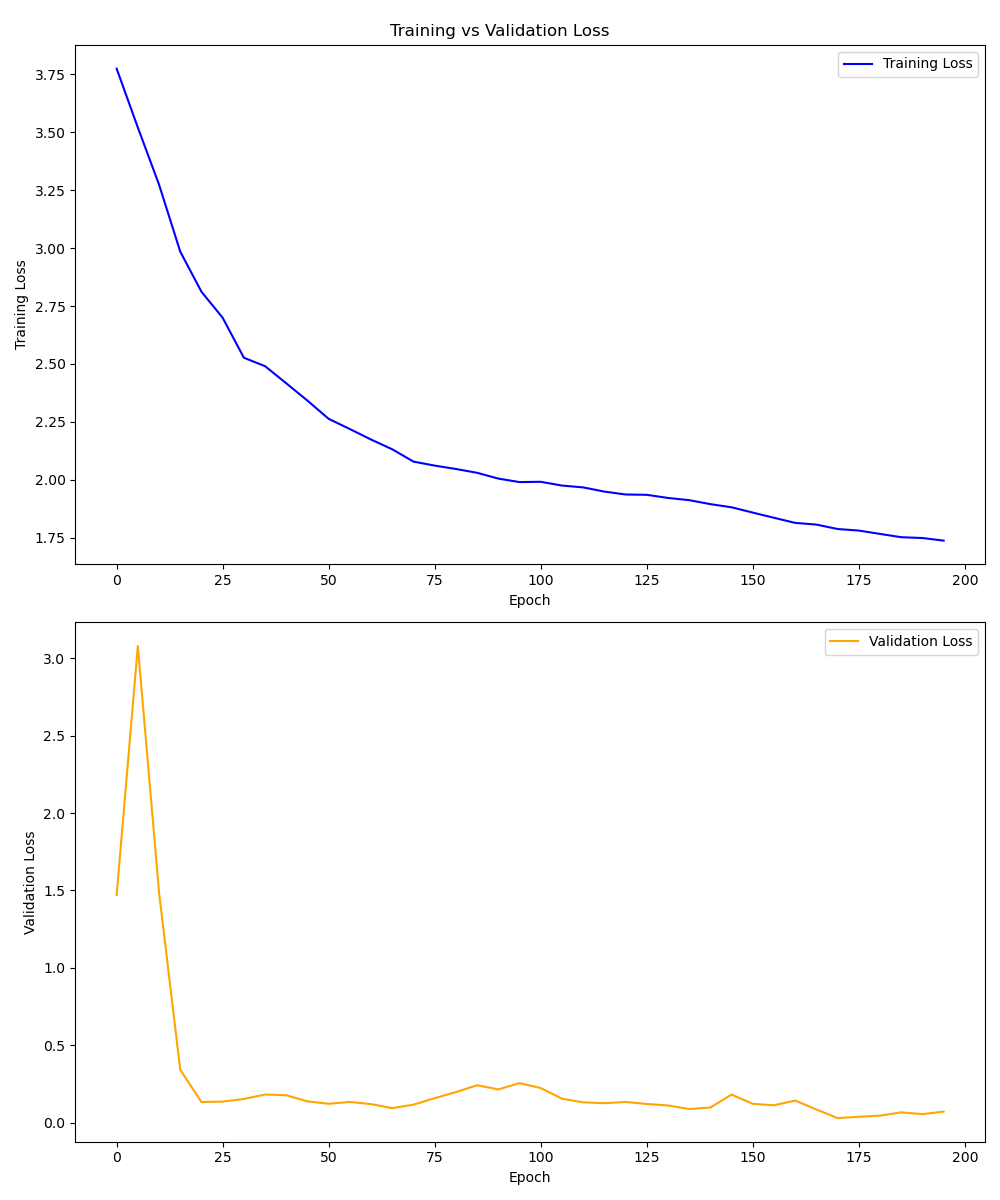 Training vs Validation Loss
Training Loss
3.75
3.50
3.25
3.00
2.75
2.50
2.25
2.00
1.75
Training Loss
0 25 50 75 100 125 150 175 200
Epoch
Validation Loss
3.0
2.5
2.0
1.5
1.0
0.5
0.0
Validation Loss
0 25 50 75 100 125 150 175 200
Epoch